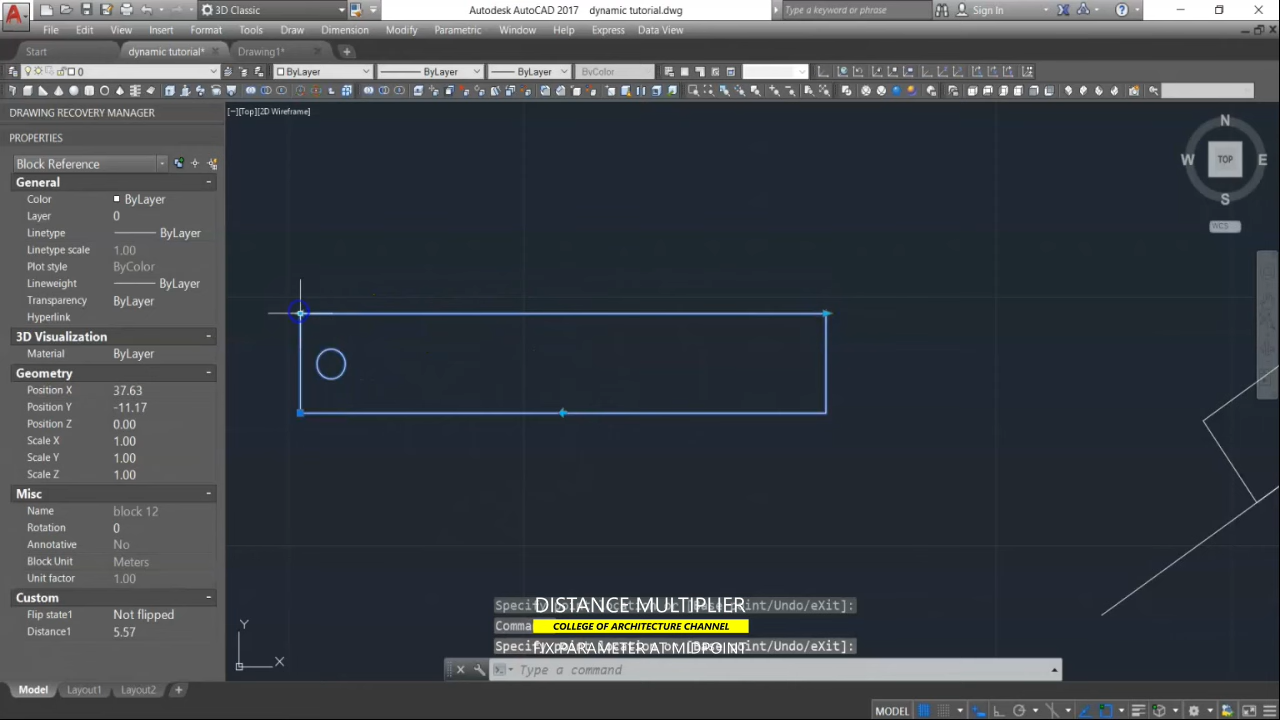 3D Classic
Autodesk AutoCAD 2017 dynamic tutorial.dwg
Type a keyword or phrase
Sign In
File Edit View Insert Format Tools Draw Dimension Modify Parametric Window Help Express Data View
Start dynamic tutorial* Drawing1*
0 ByLayer ByLayer ByLayer ByColor
DRAWING RECOVERY MANAGER
[−][Top][2D Wireframe]
PROPERTIES
Block Reference
General
Color ByLayer
Layer 0
Linetype ByLayer
Linetype scale 1.00
Plot style ByColor
Lineweight ByLayer
Transparency ByLayer
Hyperlink
3D Visualization
Material ByLayer
Geometry
Position X 37.63
Position Y -11.17
Position Z 0.00
Scale X 1.00
Scale Y 1.00
Scale Z 1.00
Misc
Name block 12
Rotation 0
Annotative No
Block Unit Meters
Unit factor 1.00
Custom
Flip state1 Not flipped
Distance1 5.57
N
W TOP E
S
WCS
Y
X
DISTANCE MULTIPLIER
COLLEGE OF ARCHITECTURE CHANNEL
FIX PARAMETER AT MIDPOINT
Type a command
Model Layout1 Layout2
MODEL